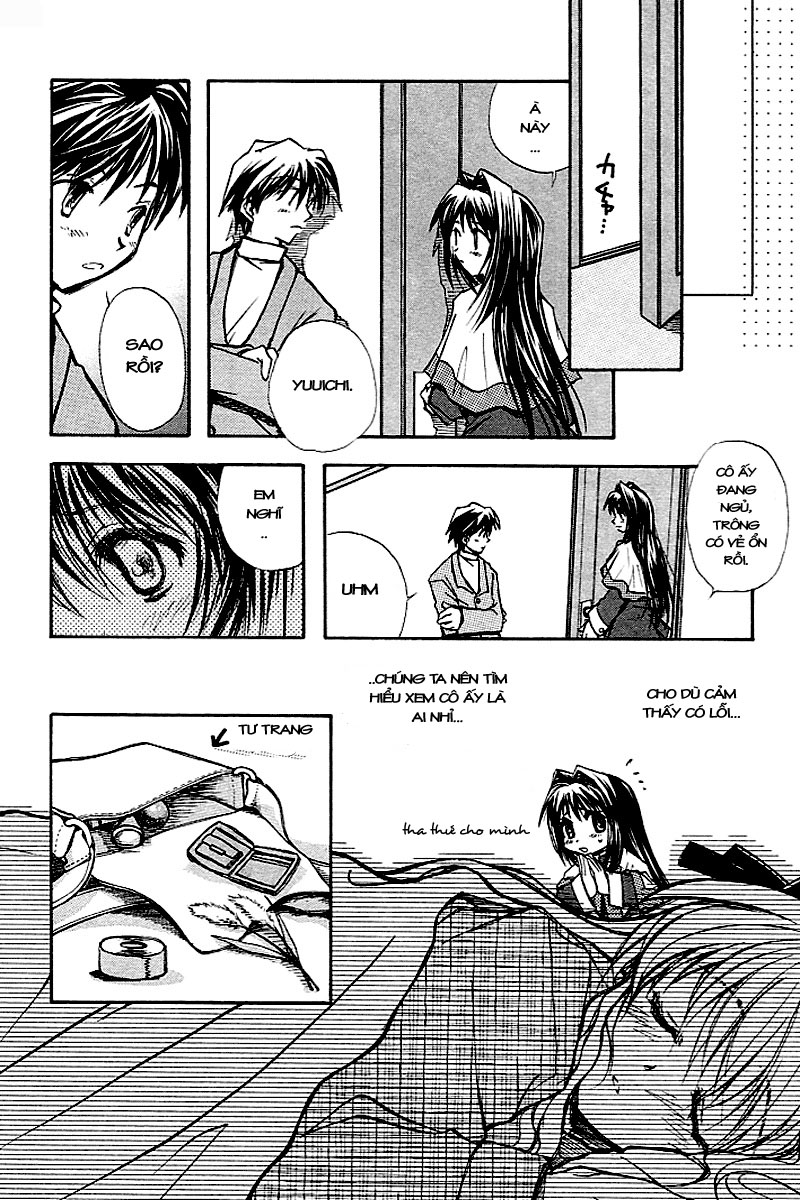 À
NÀY
...
YUUICHI.
SAO
RỒI?
CÔ ẤY
ĐANG
NGỦ,
TRÔNG
CÓ VẺ ỔN
RỒI.
UHM
EM
NGHĨ
..
..CHÚNG TA NÊN TÌM
HIỂU XEM CÔ ẤY LÀ
AI NHỈ...
CHO DÙ CẢM
THẤY CÓ LỖI...
TƯ TRANG
tha thứ cho mình